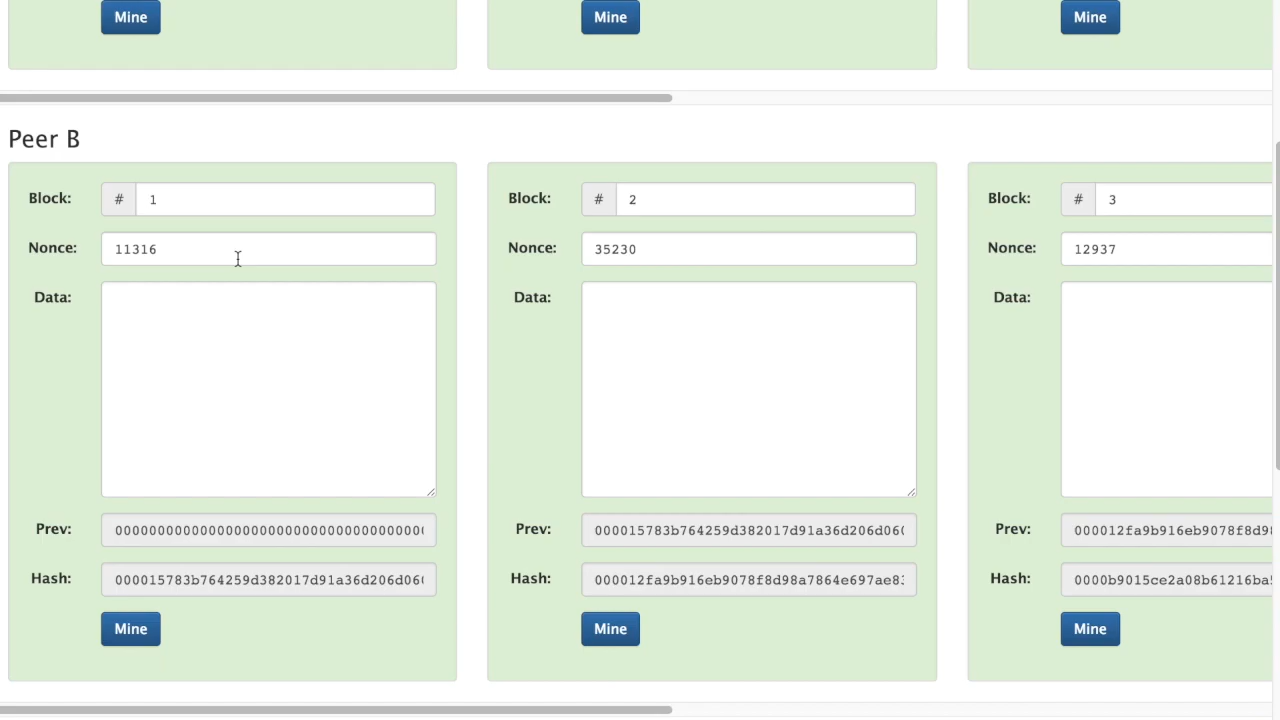 Mine Mine Mine
Peer B
Block: # 1 Block: # 2 Block: # 3
Nonce: 11316 Nonce: 35230 Nonce: 12937
Data: Data: Data:
Prev: 000000000000000000000000000000000000 Prev: 000015783b764259d382017d91a36d206d06 Prev: 000012fa9b916eb9078f8d9
Hash: 000015783b764259d382017d91a36d206d06 Hash: 000012fa9b916eb9078f8d98a7864e697ae8 Hash: 0000b9015ce2a08b61216ba
Mine Mine Mine